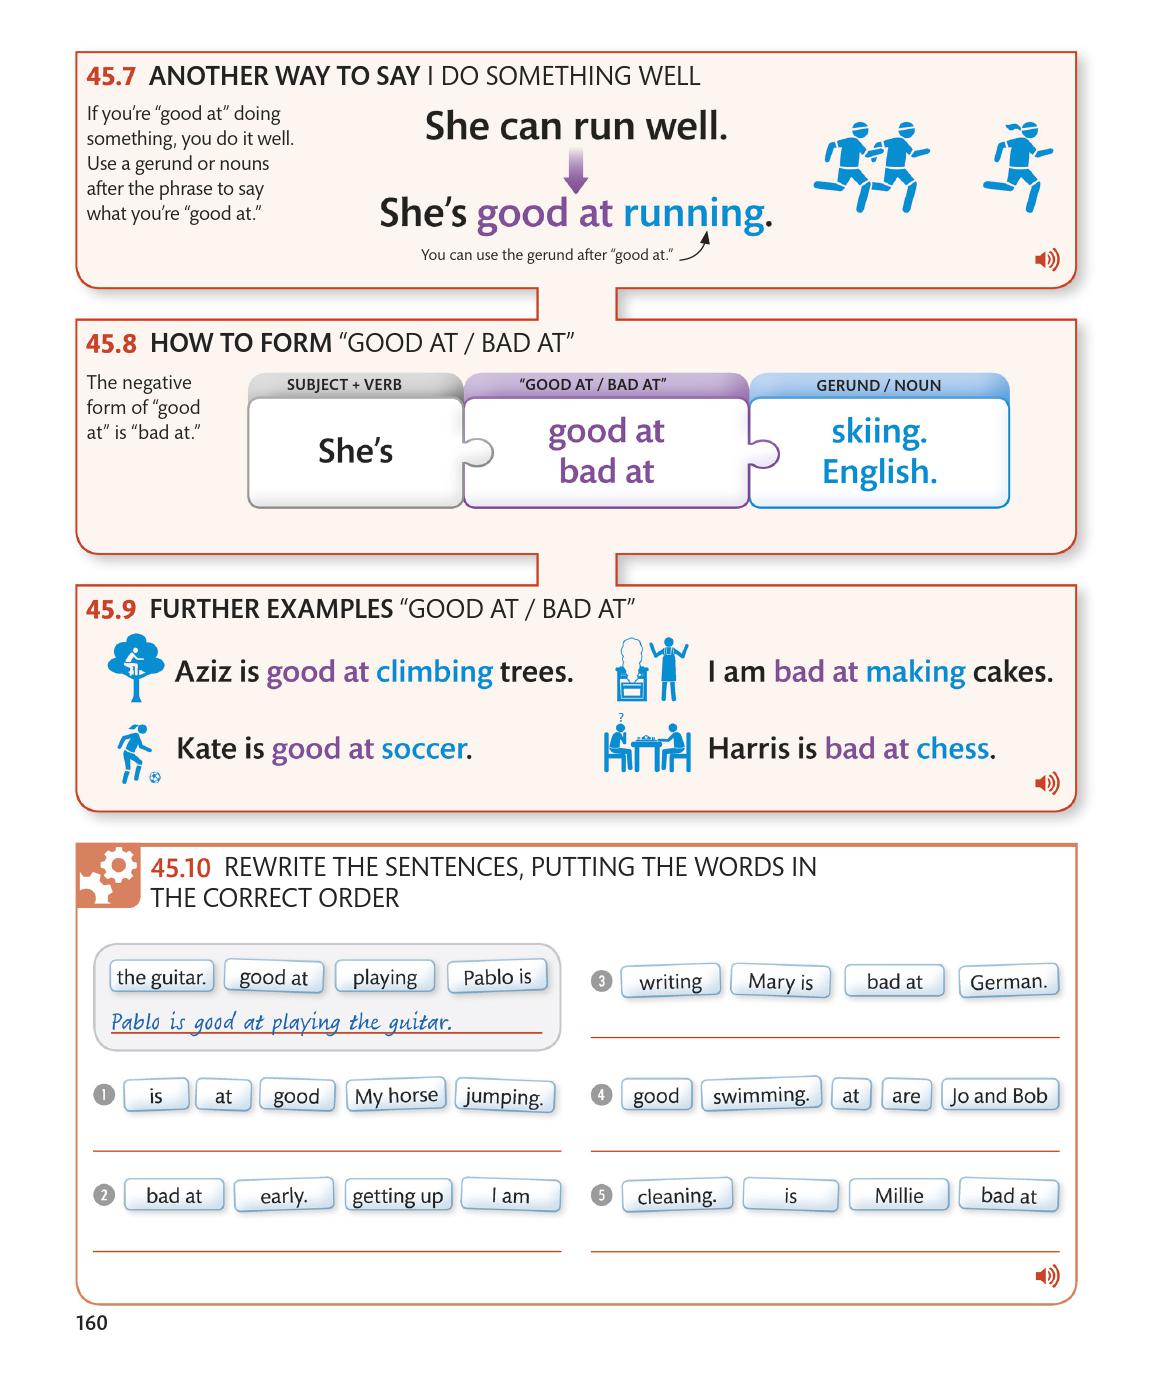 45.7 ANOTHER WAY TO SAY I DO SOMETHING WELL
If you're “good at” doing
something, you do it well.
Use a gerund or nouns
after the phrase to say
what you're “good at.”
She can run well.
She's good at running.
You can use the gerund after “good at.”
45.8 HOW TO FORM “GOOD AT / BAD AT”
The negative
form of “good
at” is “bad at.”
SUBJECT + VERB
She's
“GOOD AT / BAD AT”
good at
bad at
GERUND / NOUN
skiing.
English.
45.9 FURTHER EXAMPLES “GOOD AT / BAD AT”
Aziz is good at climbing trees.
I am bad at making cakes.
Kate is good at soccer.
?
Harris is bad at chess.
45.10 REWRITE THE SENTENCES, PUTTING THE WORDS IN
THE CORRECT ORDER
the guitar. good at playing Pablo is
Pablo is good at playing the guitar.
1 is at good My horse jumping.
2 bad at early. getting up I am
3 writing Mary is bad at German.
4 good swimming. at are Jo and Bob
5 cleaning. is Millie bad at
160